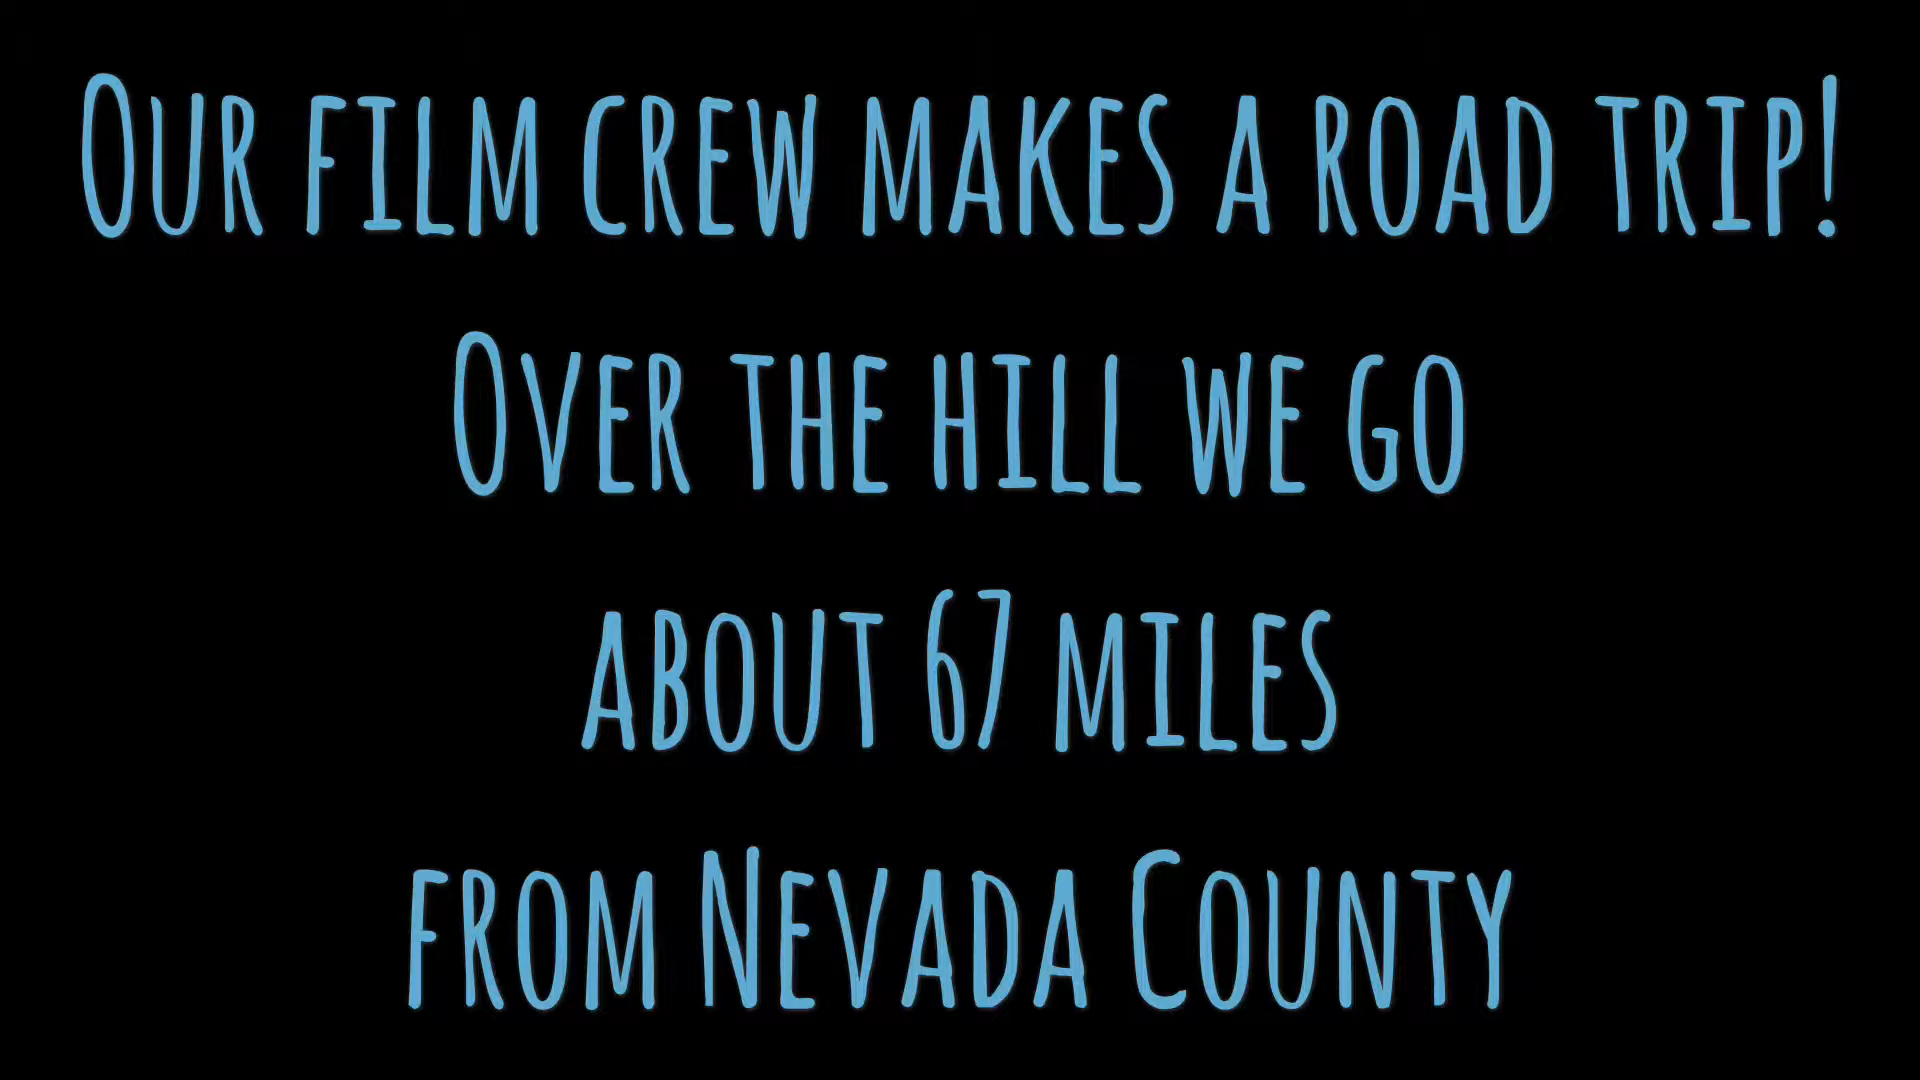 Our film crew makes a road trip!
Over the hill we go
about 67 miles
from Nevada County